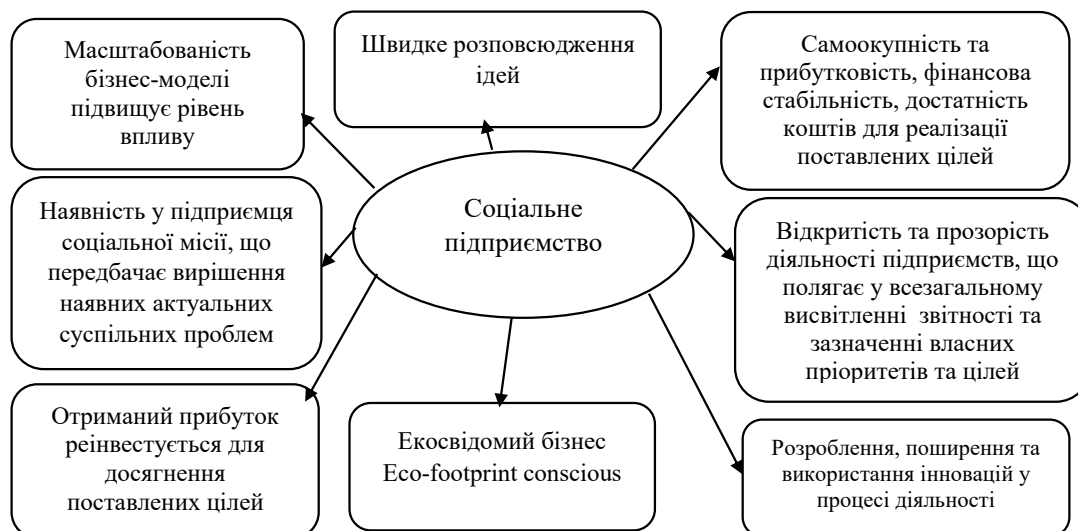 Масштабованість
бізнес-моделі
підвищує рівень
впливу
Швидке розповсюдження
ідей
Самоокупність та
прибутковість, фінансова
стабільність, достатність
коштів для реалізації
поставлених цілей
Наявність у підприємця
соціальної місії, що
передбачає вирішення
наявних актуальних
суспільних проблем
Соціальне
підприємство
Відкритість та прозорість
діяльності підприємств, що
полягає у всезагальному
висвітленні звітності та
зазначенні власних
пріоритетів та цілей
Отриманий прибуток
реінвестується для
досягнення
поставлених цілей
Екосвідомий бізнес
Eco-footprint conscious
Розроблення, поширення та
використання інновацій у
процесі діяльності